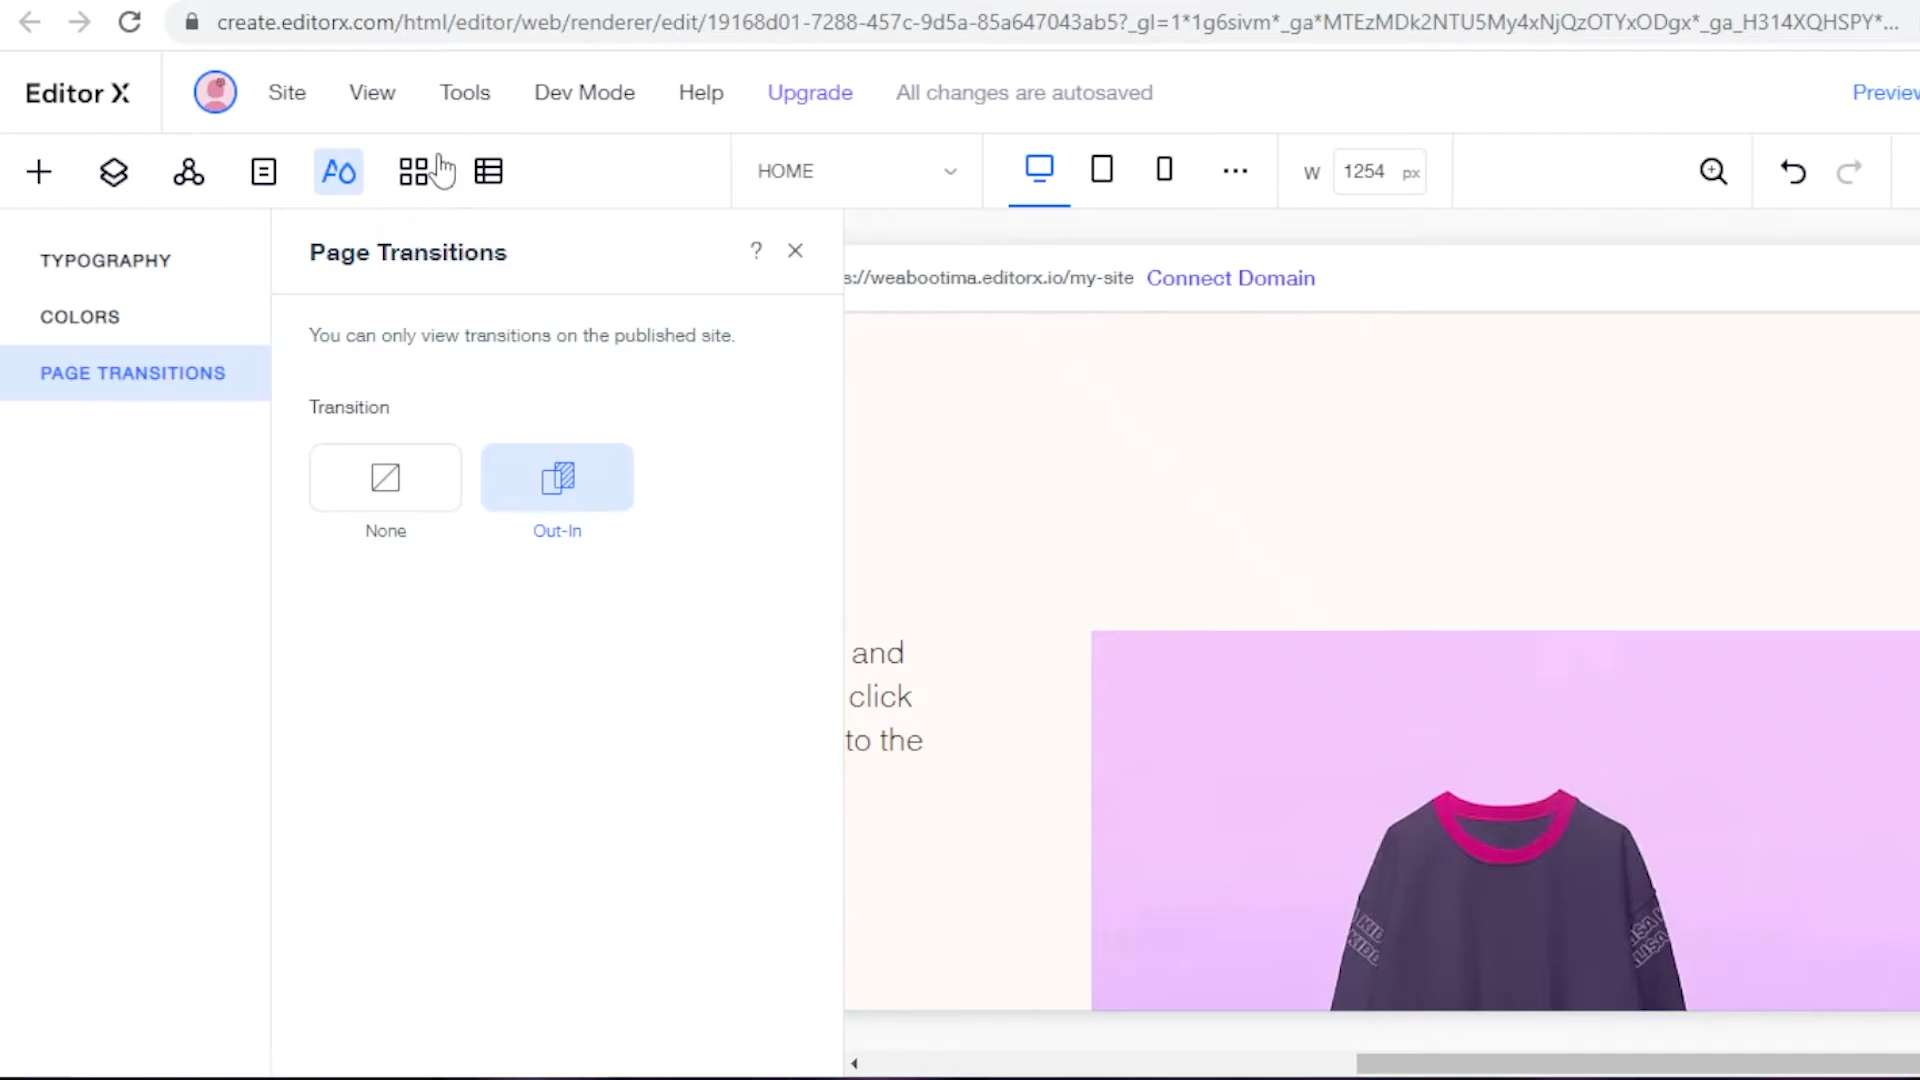 create.editorx.com/html/editor/web/renderer/edit/19168d01-7288-457c-9d5a-85a647043ab5?_gl=1*1g6sivm*_ga*MTEzMDk2NTU5My4xNjQzOTYxODgx*_ga_H314XQHSPY*...
Editor X
Site
View
Tools
Dev Mode
Help
Upgrade
All changes are autosaved
Preview
HOME
W 1254 px
TYPOGRAPHY
COLORS
PAGE TRANSITIONS
Page Transitions
?
You can only view transitions on the published site.
Transition
None
Out-In
s://weabootima.editorx.io/my-site Connect Domain
and
click
to the